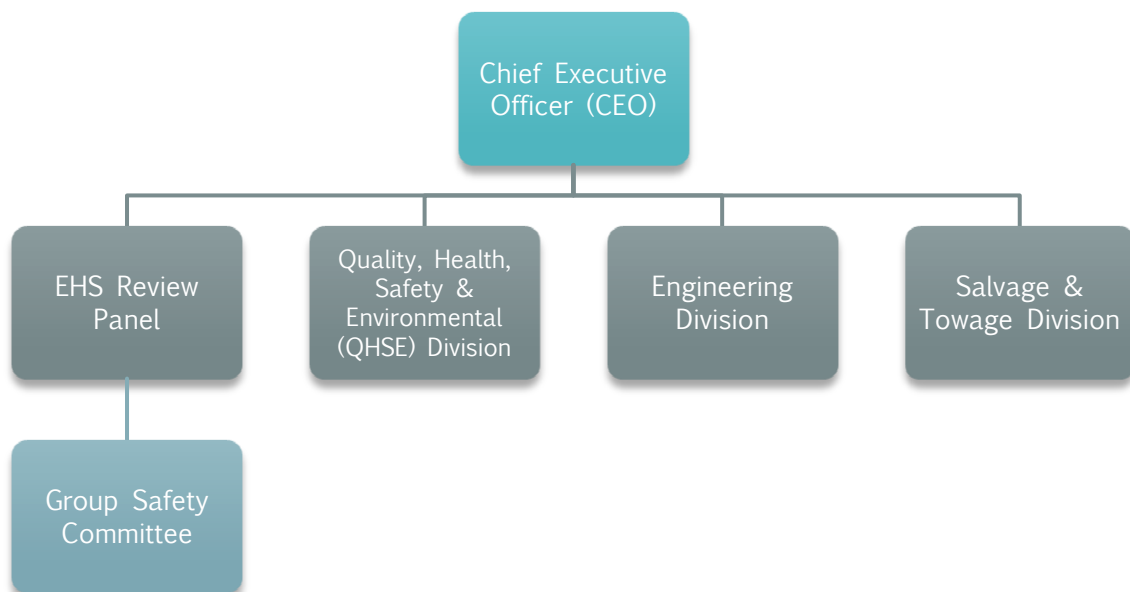 Chief Executive
Officer (CEO)
EHS Review
Panel
Quality, Health,
Safety &
Environmental
(QHSE) Division
Engineering
Division
Salvage &
Towage Division
Group Safety
Committee